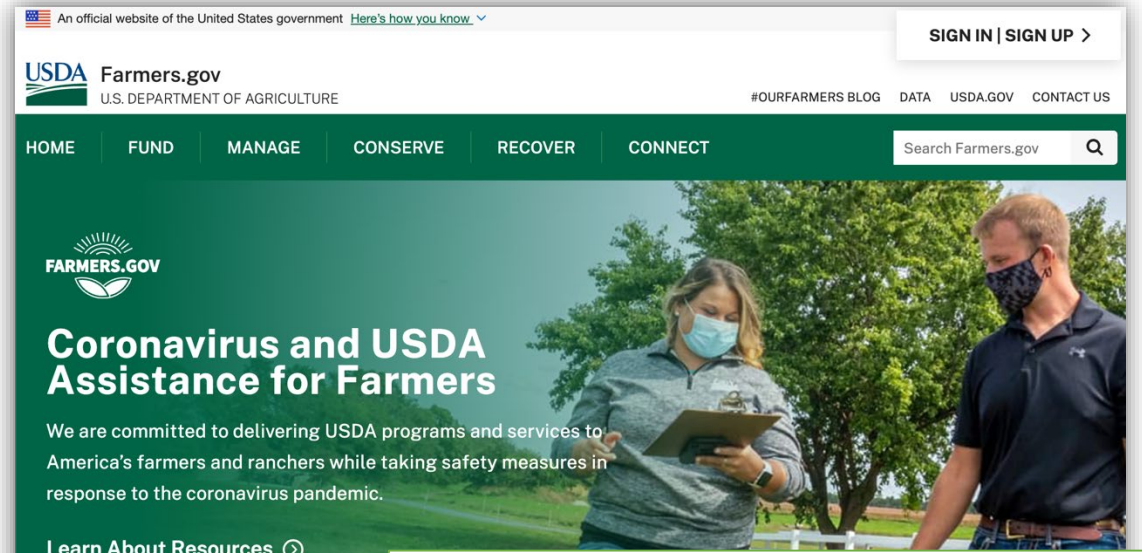 An official website of the United States government Here's how you know
SIGN IN | SIGN UP
USDA Farmers.gov
U.S. DEPARTMENT OF AGRICULTURE
#OURFARMERS BLOG DATA USDA.GOV CONTACT US
HOME FUND MANAGE CONSERVE RECOVER CONNECT
Search Farmers.gov
FARMERS.GOV
Coronavirus and USDA
Assistance for Farmers
We are committed to delivering USDA programs and services to
America's farmers and ranchers while taking safety measures in
response to the coronavirus pandemic.
Learn About Resources